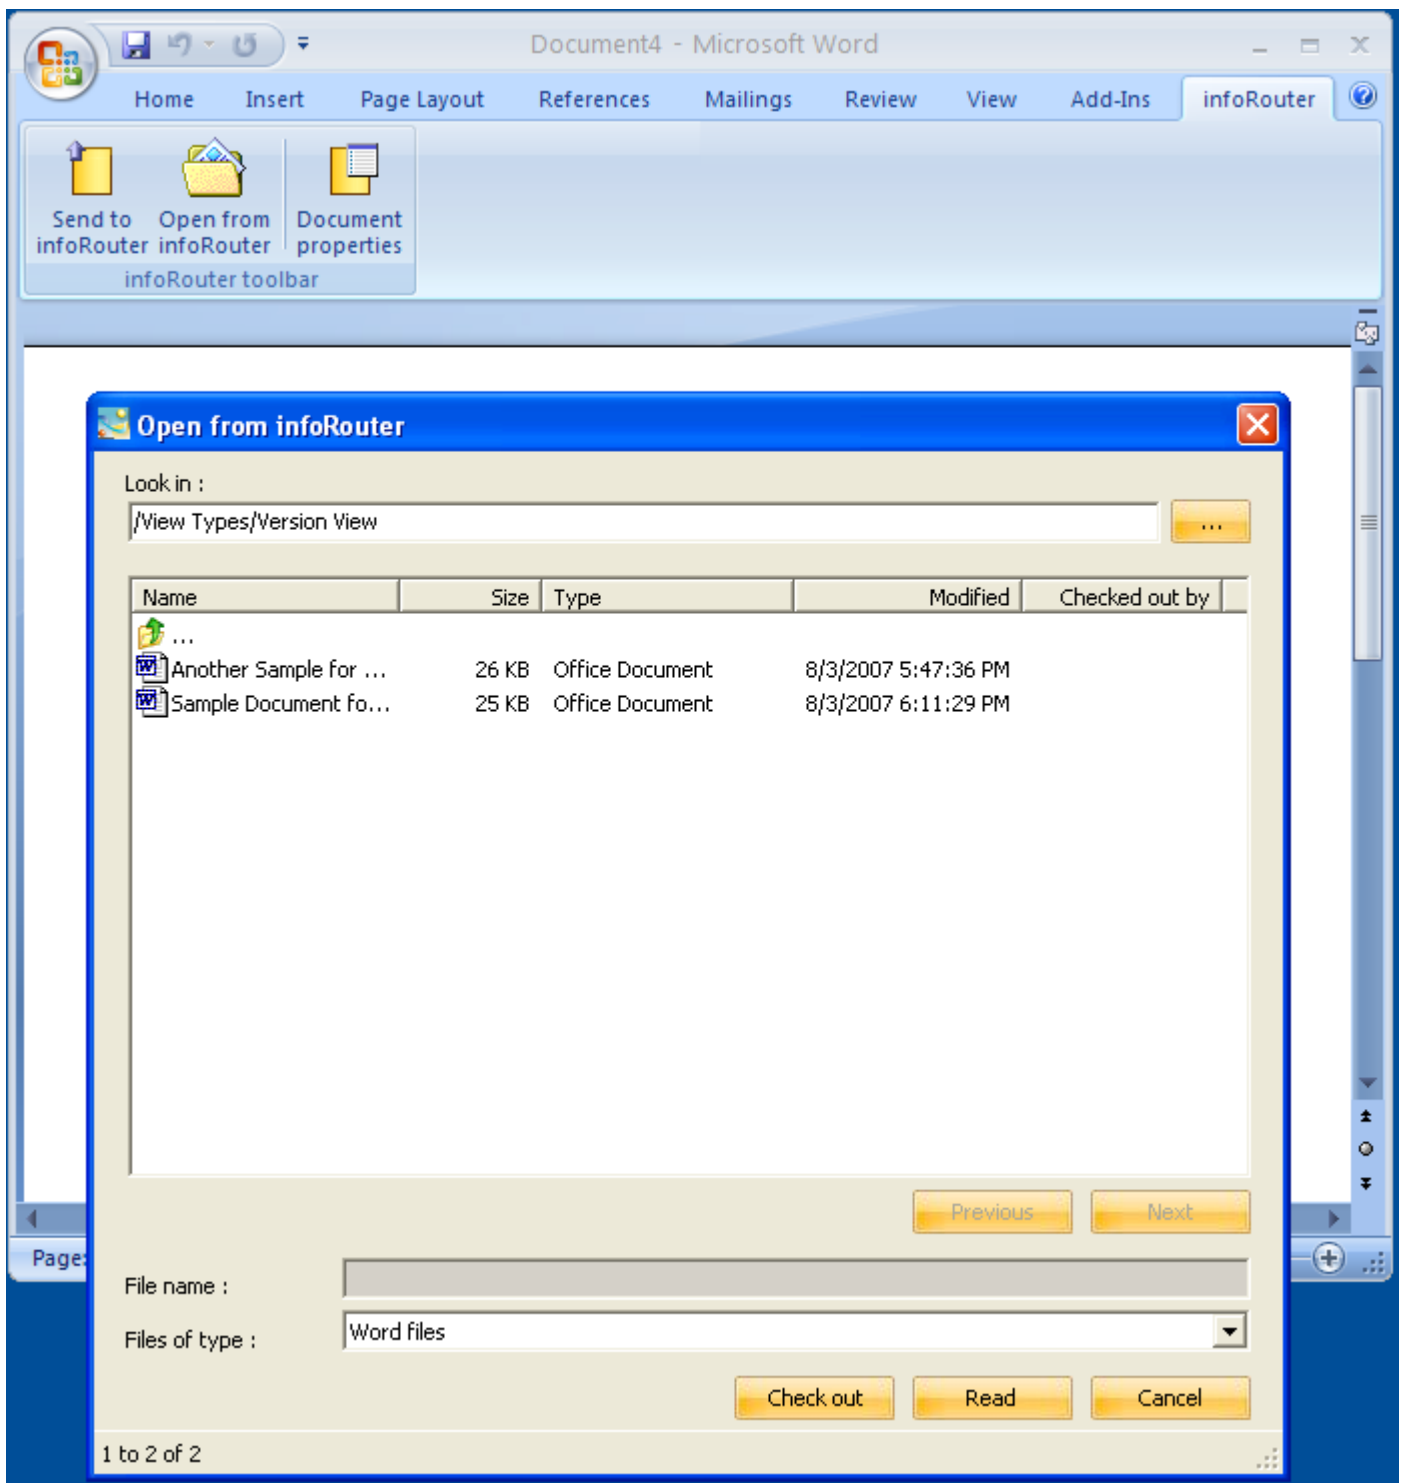 Document4 - Microsoft Word
Home Insert Page Layout References Mailings Review View Add-Ins infoRouter
Send to infoRouter
Open from infoRouter
Document properties
infoRouter toolbar
Open from infoRouter
Look in :
/View Types/Version View
...
Name Size Type Modified Checked out by
...
Another Sample for ... 26 KB Office Document 8/3/2007 5:47:36 PM
Sample Document fo... 25 KB Office Document 8/3/2007 6:11:29 PM
Previous Next
Page:
File name :
Files of type : Word files
Check out Read Cancel
1 to 2 of 2